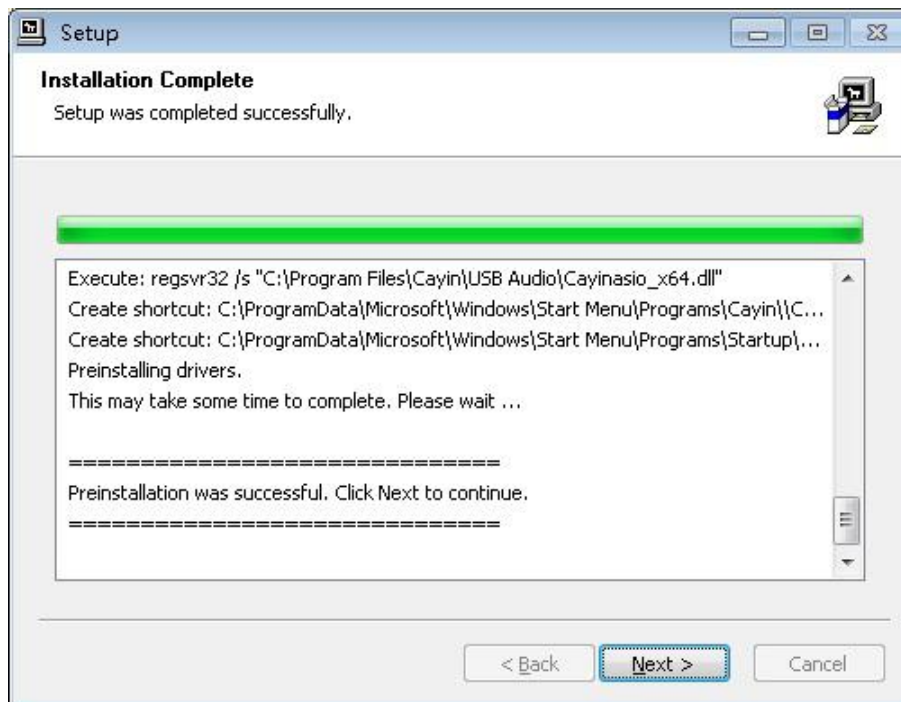 Setup
Installation Complete
Setup was completed successfully.
Execute: regsvr32 /s "C:\Program Files\Cayin\USB Audio\Cayinasio_x64.dll"
Create shortcut: C:\ProgramData\Microsoft\Windows\Start Menu\Programs\Cayin\\C...
Create shortcut: C:\ProgramData\Microsoft\Windows\Start Menu\Programs\Startup\...
Preinstalling drivers.
This may take some time to complete. Please wait ...
================================
Preinstallation was successful. Click Next to continue.
================================
< Back Next > Cancel